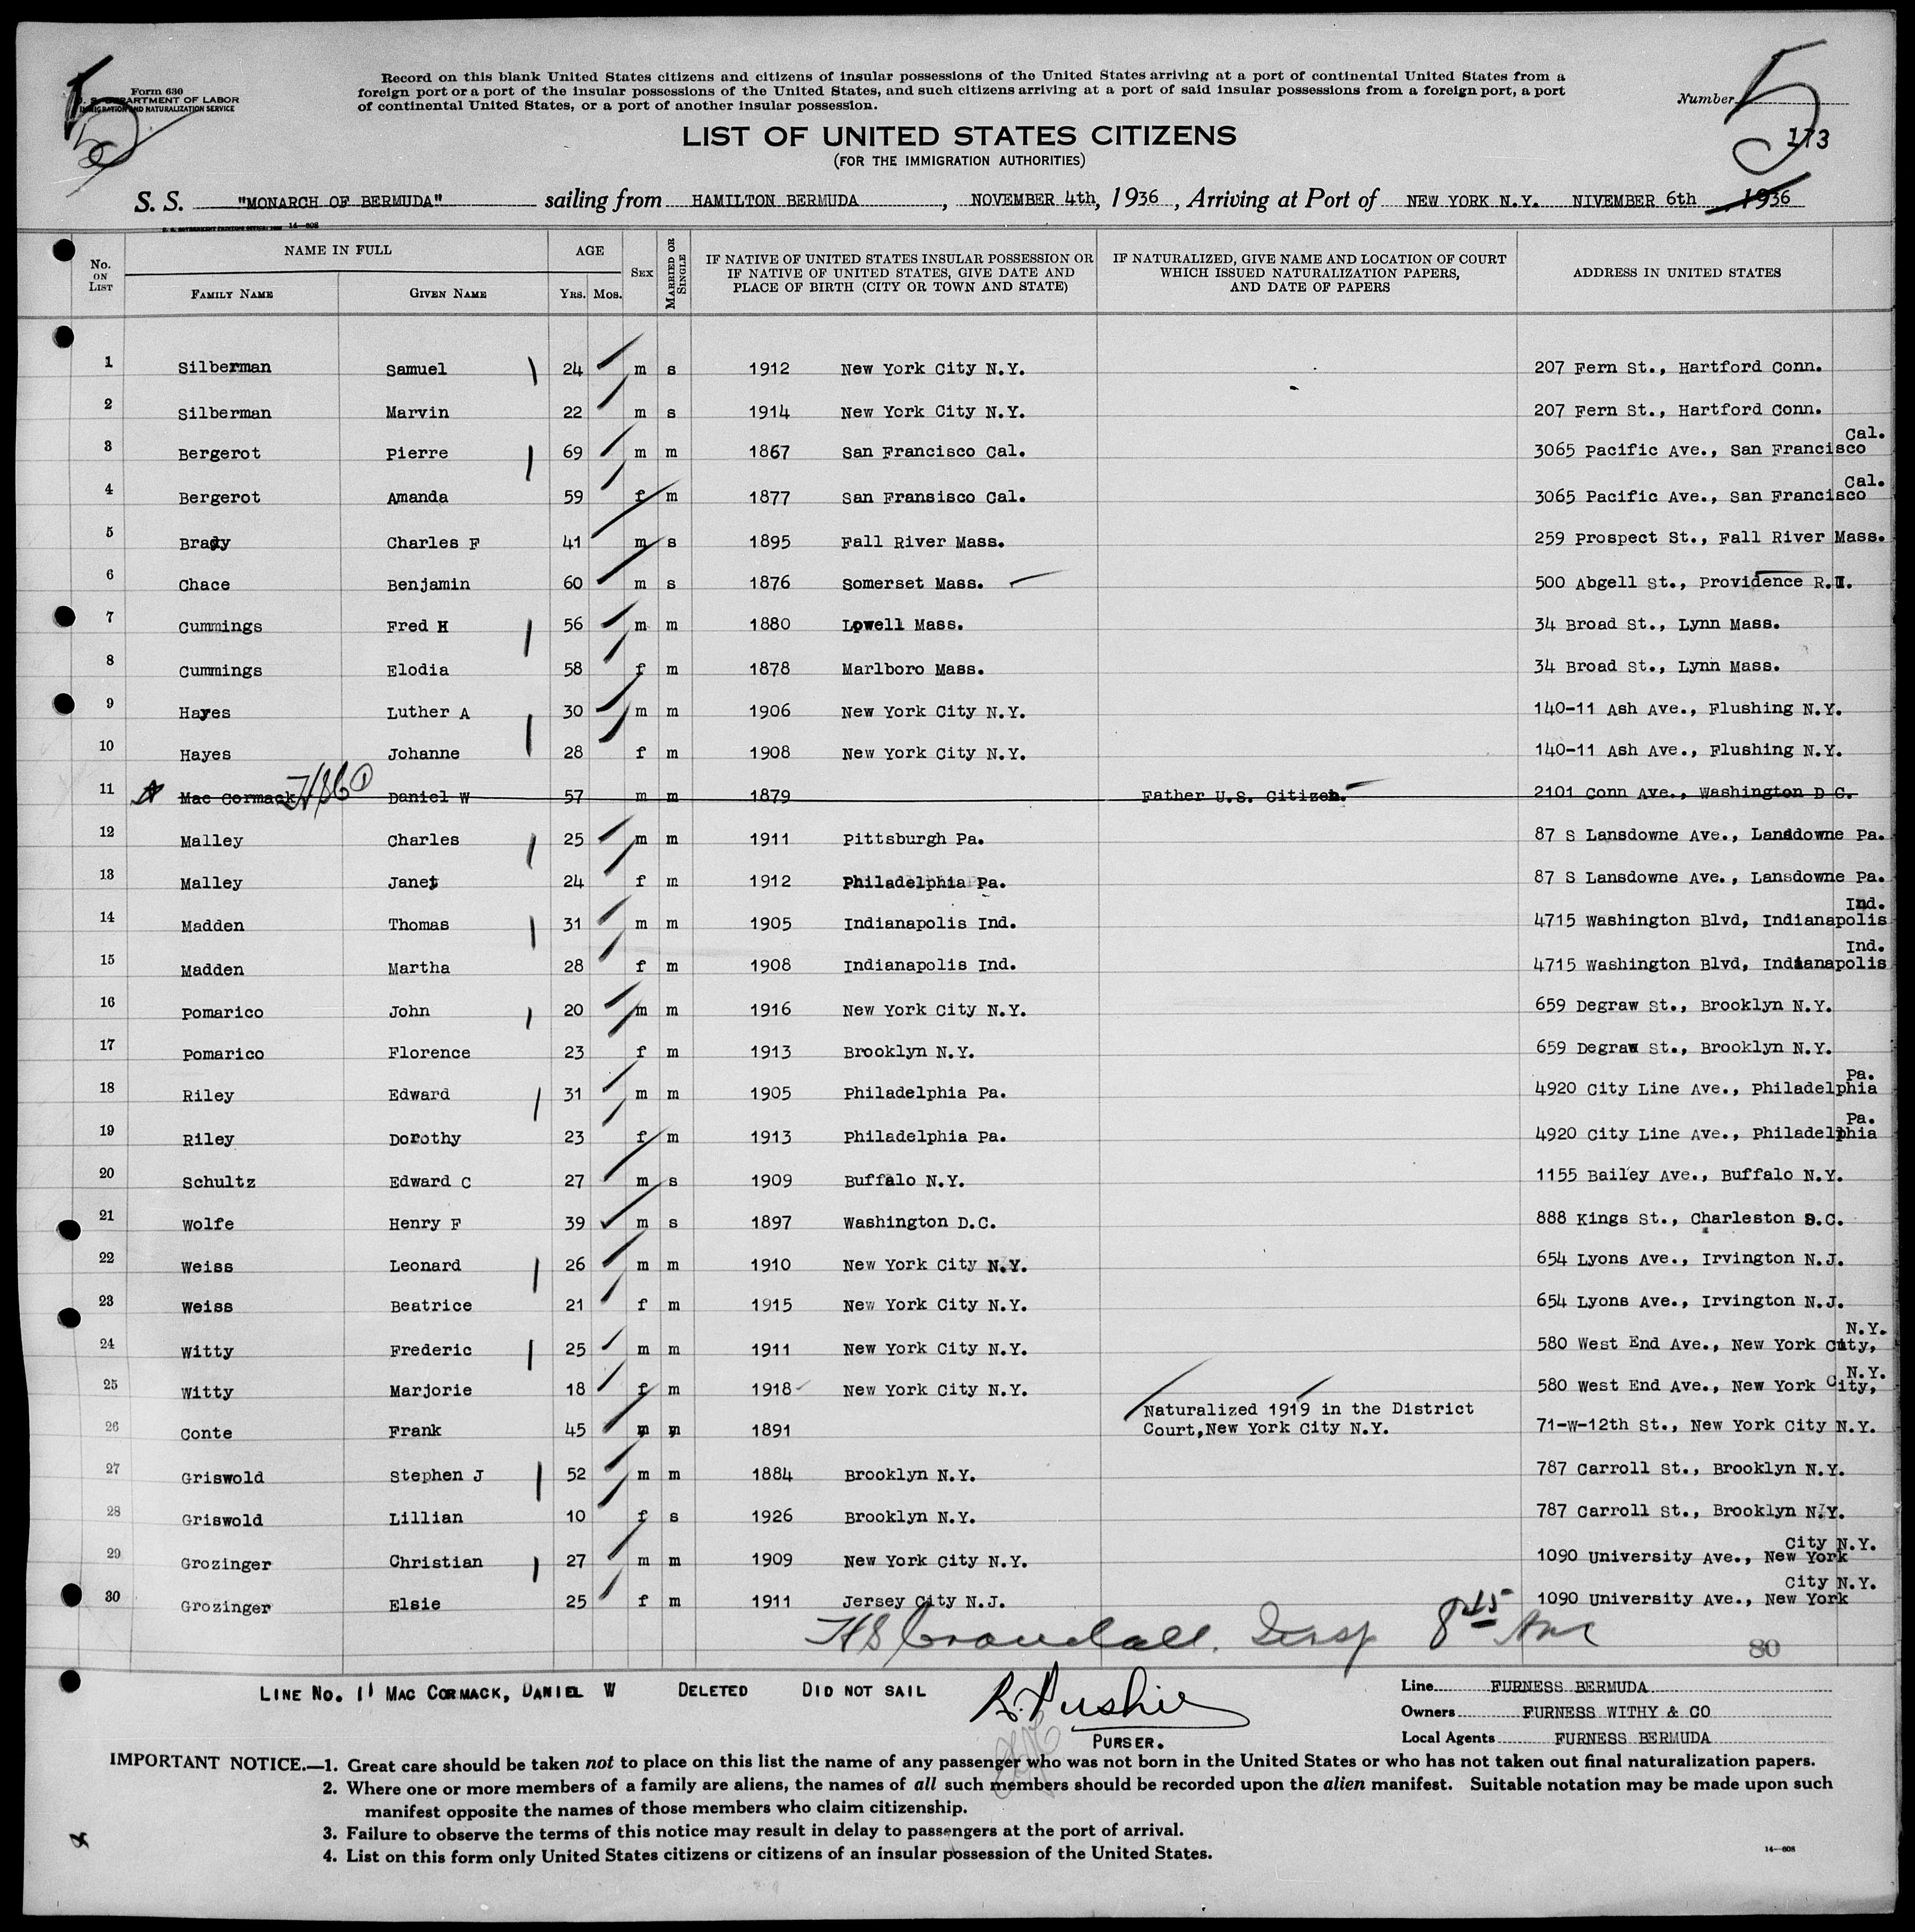 Form 630
U. S. DEPARTMENT OF LABOR
IMMIGRATION AND NATURALIZATION SERVICE
5
Record on this blank United States citizens and citizens of insular possessions of the United States arriving at a port of continental United States from a
foreign port or a port of the insular possessions of the United States, and such citizens arriving at a port of said insular possessions from a foreign port, a port
of continental United States, or a port of another insular possession.
Number
5
173
LIST OF UNITED STATES CITIZENS
(FOR THE IMMIGRATION AUTHORITIES)
S. S. "MONARCH OF BERMUDA" sailing from HAMILTON BERMUDA, NOVEMBER 4th, 1936, Arriving at Port of NEW YORK N.Y. NIVEMBER 6th 1936
U. S. GOVERNMENT PRINTING OFFICE: 14—608
No. ON LIST NAME IN FULL FAMILY NAME GIVEN NAME AGE YRS. MOS. SEX MARRIED OR SINGLE IF NATIVE OF UNITED STATES INSULAR POSSESSION OR IF NATIVE OF UNITED STATES, GIVE DATE AND PLACE OF BIRTH (CITY OR TOWN AND STATE) IF NATURALIZED, GIVE NAME AND LOCATION OF COURT WHICH ISSUED NATURALIZATION PAPERS, AND DATE OF PAPERS ADDRESS IN UNITED STATES
1 Silberman Samuel 24 m s 1912 New York City N.Y. 207 Fern St., Hartford Conn.
2 Silberman Marvin 22 m s 1914 New York City N.Y. 207 Fern St., Hartford Conn.
3 Bergerot Pierre 69 m m 1867 San Francisco Cal. 3065 Pacific Ave., San Francisco Cal.
4 Bergerot Amanda 59 f m 1877 San Fransisco Cal. 3065 Pacific Ave., San Francisco Cal.
5 Brady Charles F 41 m s 1895 Fall River Mass. 259 Prospect St., Fall River Mass.
6 Chace Benjamin 60 m s 1876 Somerset Mass. 500 Abgell St., Providence R.I.
7 Cummings Fred H 56 m m 1880 Lowell Mass. 34 Broad St., Lynn Mass.
8 Cummings Elodia 58 f m 1878 Marlboro Mass. 34 Broad St., Lynn Mass.
9 Hayes Luther A 30 m m 1906 New York City N.Y. 140-11 Ash Ave., Flushing N.Y.
10 Hayes Johanne 28 f m 1908 New York City N.Y. 140-11 Ash Ave., Flushing N.Y.
11 Mac Cormack Daniel W 57 m m 1879 Father U.S. Citizen. 2101 Conn Ave., Washington D C.
12 Malley Charles 25 m m 1911 Pittsburgh Pa. 87 S Lansdowne Ave., Lansdowne Pa.
13 Malley Janet 24 f m 1912 Philadelphia Pa. 87 S Lansdowne Ave., Lansdowne Pa.
14 Madden Thomas 31 m m 1905 Indianapolis Ind. 4715 Washington Blvd, Indianapolis Ind.
15 Madden Martha 28 f m 1908 Indianapolis Ind. 4715 Washington Blvd, Indianapolis Ind.
16 Pomarico John 20 m m 1916 New York City N.Y. 659 Degraw St., Brooklyn N.Y.
17 Pomarico Florence 23 f m 1913 Brooklyn N.Y. 659 Degraw St., Brooklyn N.Y.
18 Riley Edward 31 m m 1905 Philadelphia Pa. 4920 City Line Ave., Philadelphia Pa.
19 Riley Dorothy 23 f m 1913 Philadelphia Pa. 4920 City Line Ave., Philadelphia Pa.
20 Schultz Edward C 27 m s 1909 Buffalo N.Y. 1155 Bailey Ave., Buffalo N.Y.
21 Wolfe Henry F 39 m s 1897 Washington D.C. 888 Kings St., Charleston S.C.
22 Weiss Leonard 26 m m 1910 New York City N.Y. 654 Lyons Ave., Irvington N.J.
23 Weiss Beatrice 21 f m 1915 New York City N.Y. 654 Lyons Ave., Irvington N.J.
24 Witty Frederic 25 m m 1911 New York City N.Y. 580 West End Ave., New York City, N.Y.
25 Witty Marjorie 18 f m 1918 New York City N.Y. 580 West End Ave., New York City, N.Y.
26 Conte Frank 45 m m 1891 Naturalized 1919 in the District Court,New York City N.Y. 71-W-12th St., New York City N.Y.
27 Griswold Stephen J 52 m m 1884 Brooklyn N.Y. 787 Carroll St., Brooklyn N.Y.
28 Griswold Lillian 10 f s 1926 Brooklyn N.Y. 787 Carroll St., Brooklyn N.Y.
29 Grozinger Christian 27 m m 1909 New York City N.Y. 1090 University Ave., New York City N.Y.
30 Grozinger Elsie 25 f m 1911 Jersey City N.J. 1090 University Ave., New York City N.Y.
HS Crandall. Insp 8 45 Am
80
LINE NO. 11 MAC CORMACK, DANIEL W DELETED DID NOT SAIL
PURSER.
Line FURNESS BERMUDA
Owners FURNESS WITHY & CO
Local Agents FURNESS BERMUDA
IMPORTANT NOTICE.—1. Great care should be taken not to place on this list the name of any passenger who was not born in the United States or who has not taken out final naturalization papers.
2. Where one or more members of a family are aliens, the names of all such members should be recorded upon the alien manifest. Suitable notation may be made upon such
manifest opposite the names of those members who claim citizenship.
3. Failure to observe the terms of this notice may result in delay to passengers at the port of arrival.
4. List on this form only United States citizens or citizens of an insular possession of the United States.
14—608